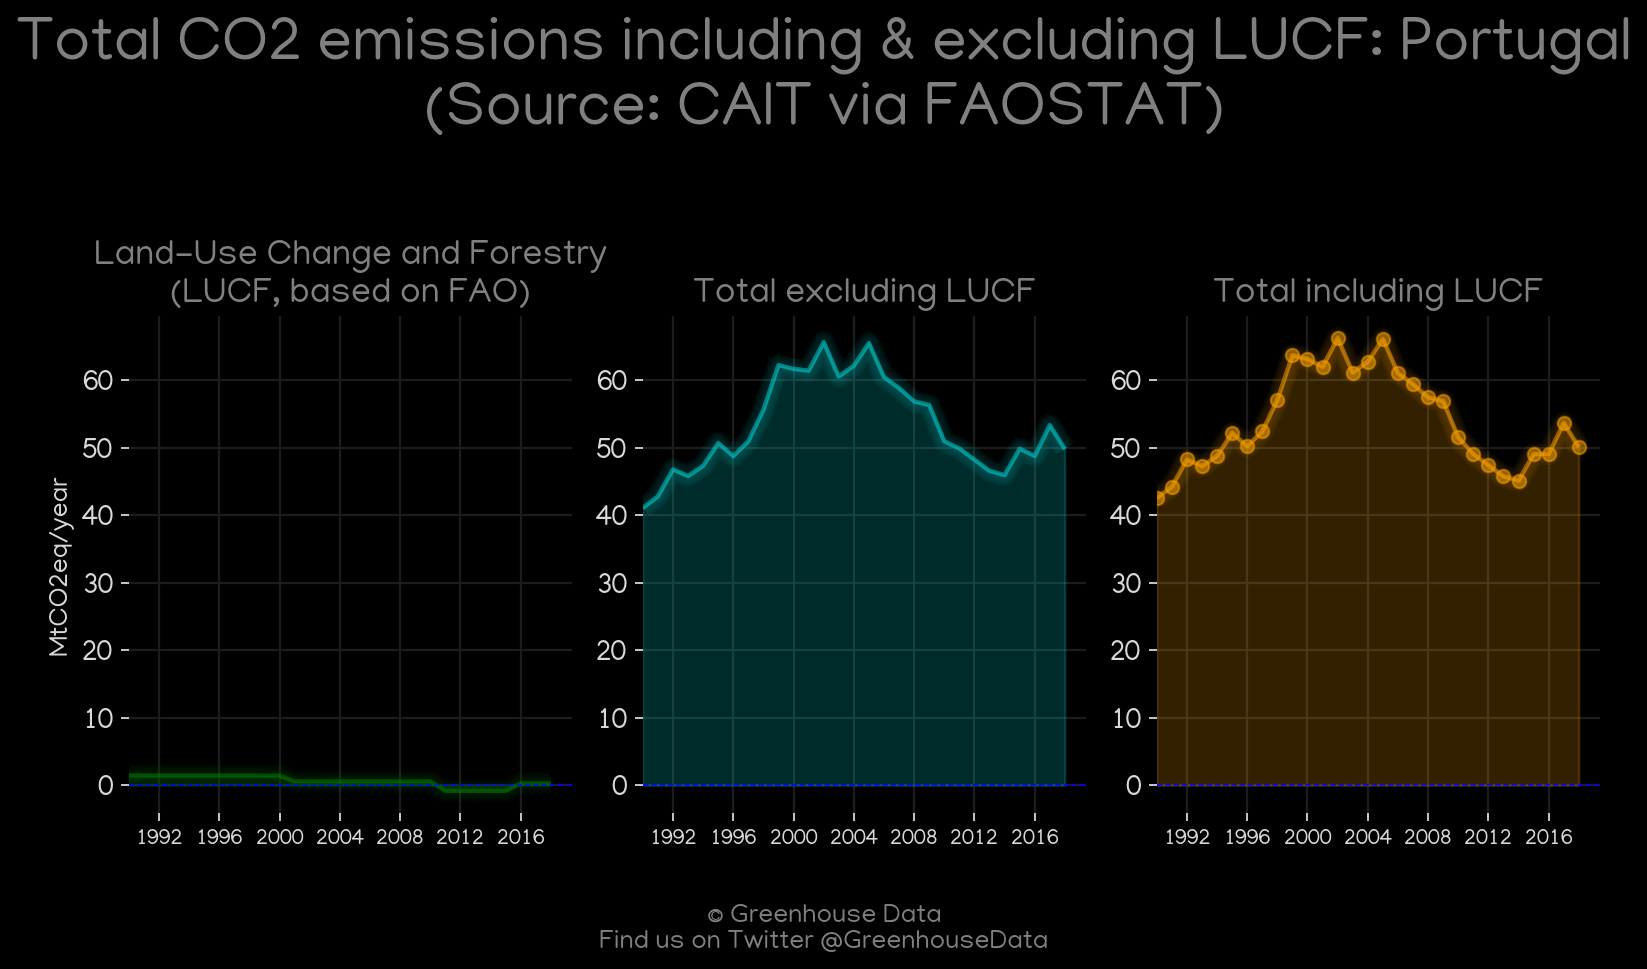 Total CO2 emissions including & excluding LUCF: Portugal
(Source: CAIT via FAOSTAT)
Land-Use Change and Forestry
(LUCF, based on FAO)
Total excluding LUCF
Total including LUCF
MtCO2eq/year
60
50
40
30
20
10
0
1992 1996 2000 2004 2008 2012 2016
60
50
40
30
20
10
0
1992 1996 2000 2004 2008 2012 2016
60
50
40
30
20
10
0
1992 1996 2000 2004 2008 2012 2016
© Greenhouse Data
Find us on Twitter @GreenhouseData